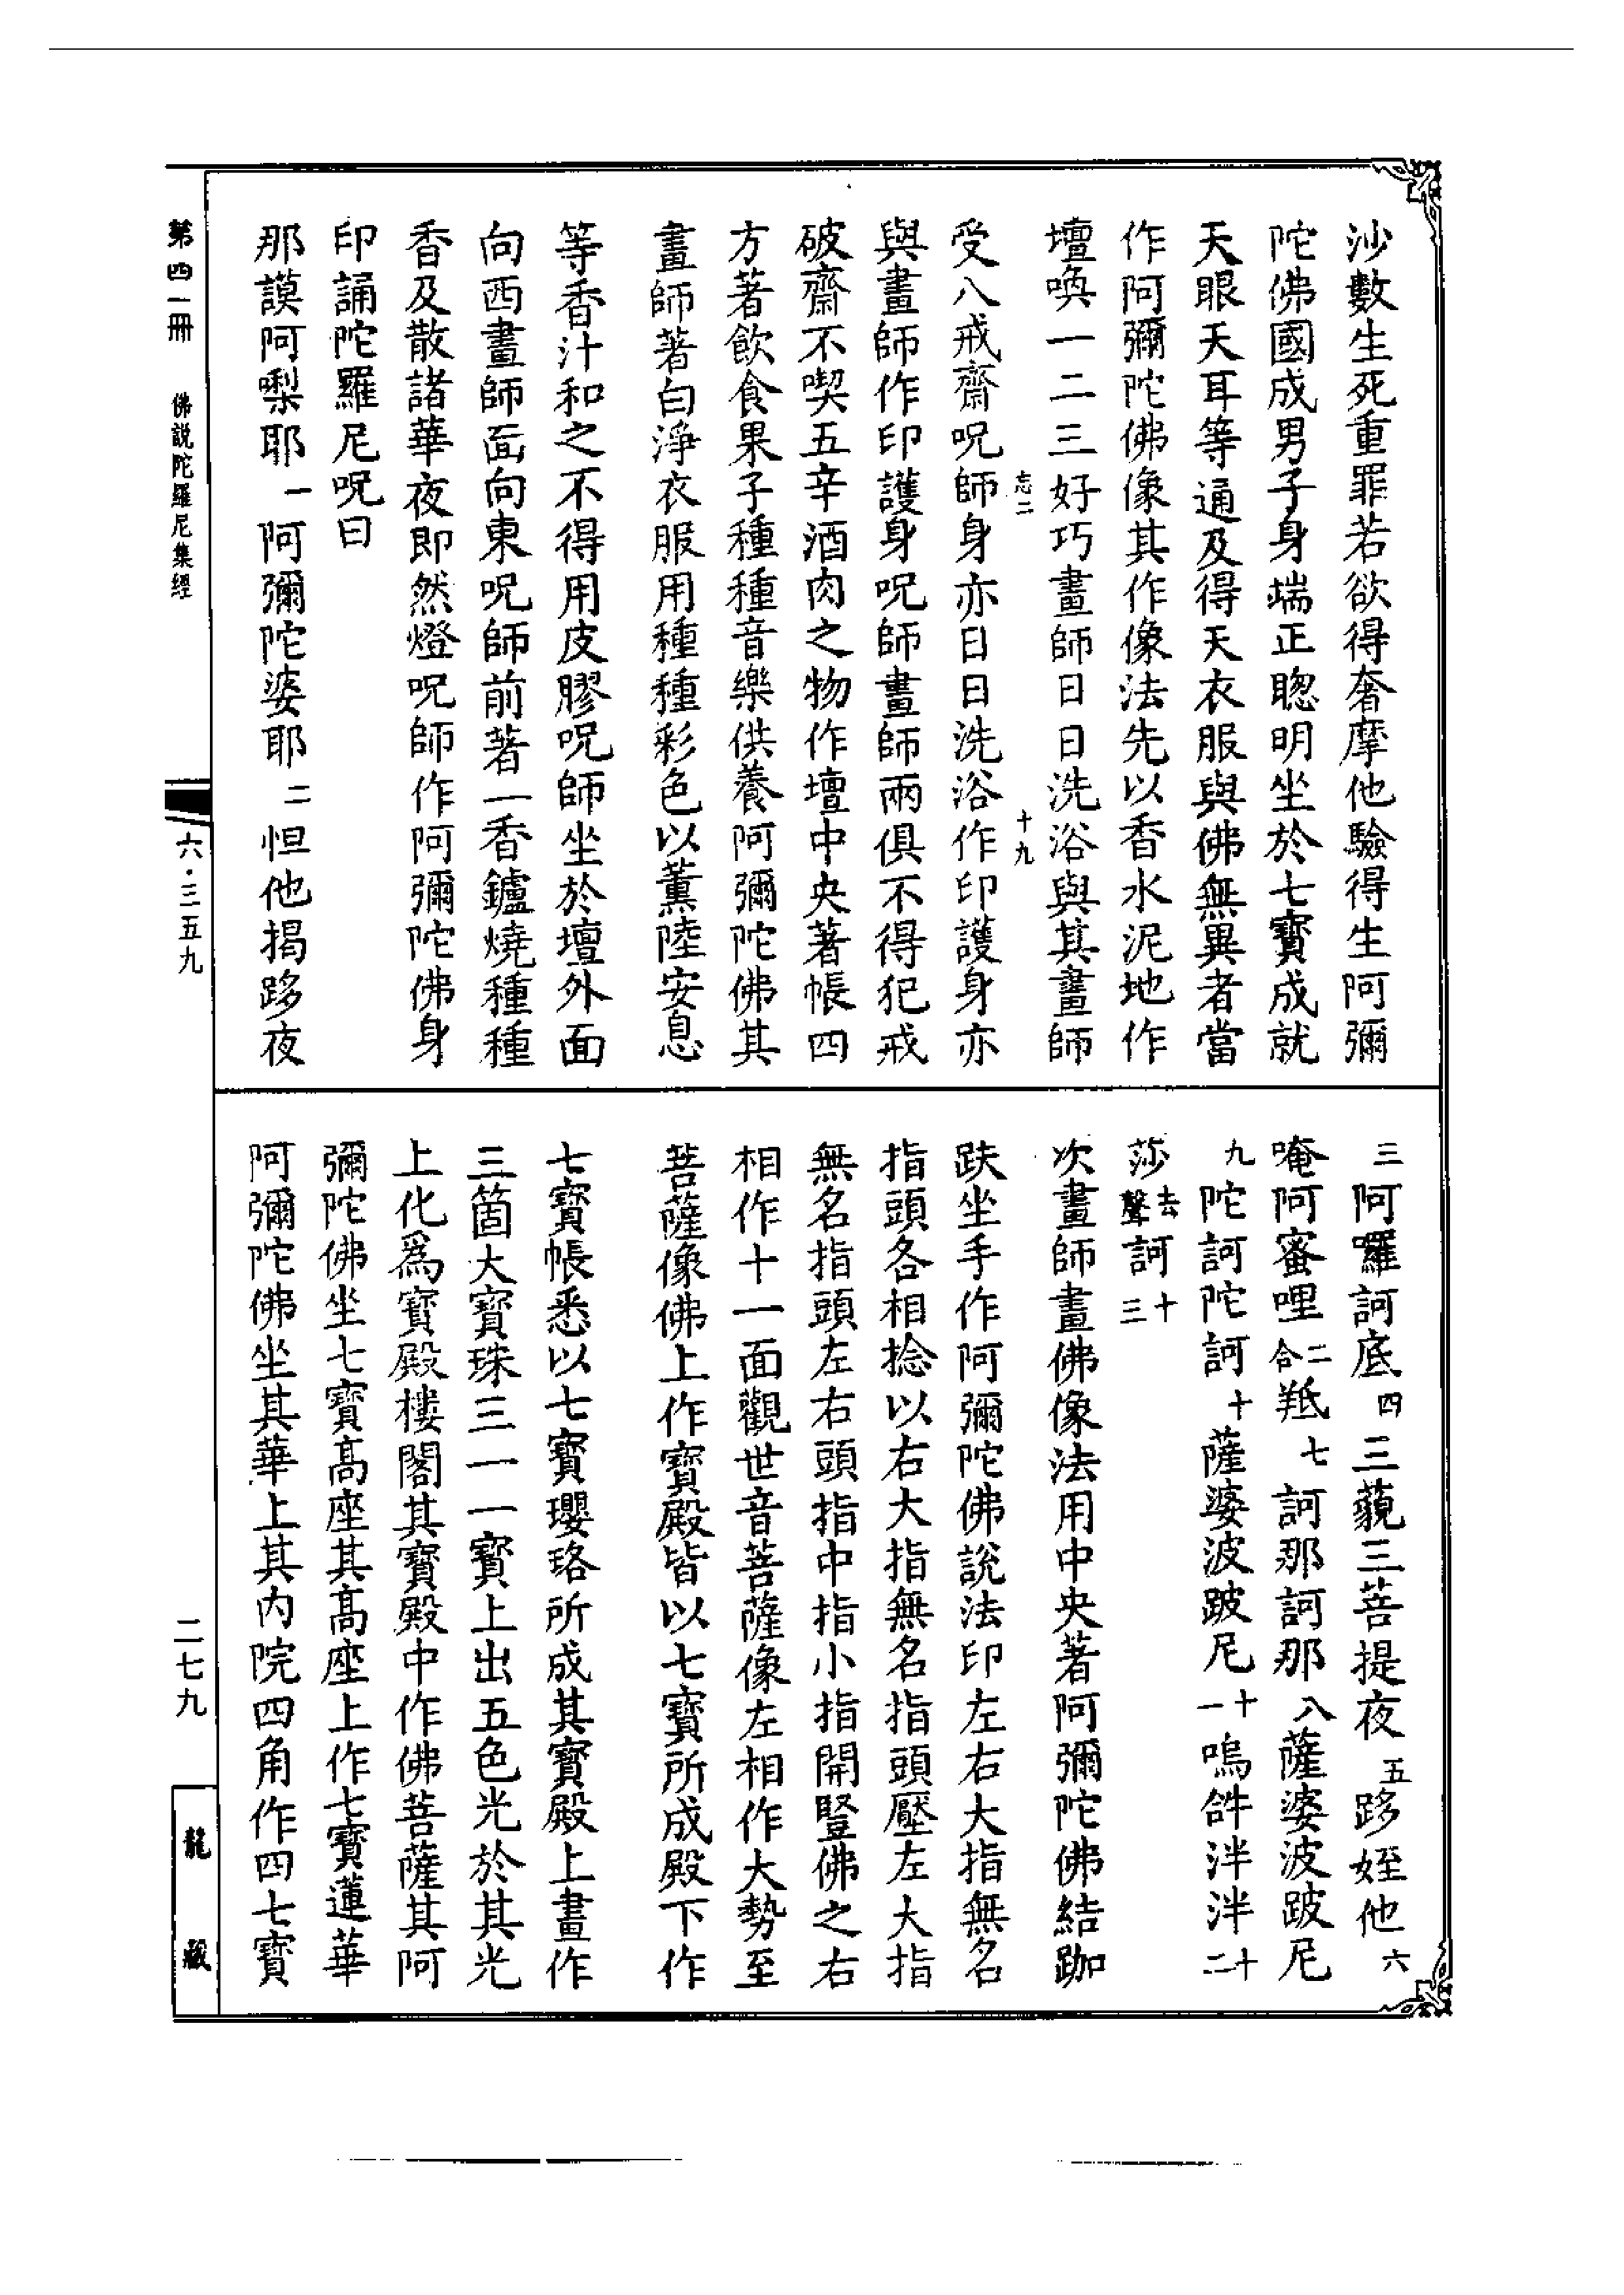 沙數生死重罪若欲得奢摩他驗得生阿彌
陀佛國成男子身端正聰明坐於七寶成就
天眼天耳等通及得天衣服與佛無異者當
作阿彌陀佛像其作像法先以香水泥地作
壇喚一二三好巧畫師日日洗浴與其畫師
忘二 十九
受八戒齋呪師身亦日日洗浴作印護身亦
與畫師作印護身呪師畫師兩俱不得犯戒
破齋不喫五辛酒肉之物作壇中央著帳四
方著飲食果子種種音樂供養阿彌陀佛其
畫師著白淨衣服用種種彩色以薰陸安息
等香汁和之不得用皮膠呪師坐於壇外面
向西畫師面向東呪師前著一香鑪燒種種
香及散諸華夜即然燈呪師作阿彌陀佛身
印誦陀羅尼呪曰
那謨阿㗚耶一阿彌陀婆耶二怛他揭跢夜
三阿囉訶底四三藐三菩提夜五跢姪他六
唵阿蜜哩二合羝七訶那訶那八薩婆波跛尼
九陀訶陀訶十薩婆波跛尼十一嗚𤙖泮泮十二
莎去聲訶十三
次畫師畫佛像法用中央著阿彌陀佛結跏
趺坐手作阿彌陀佛說法印左右大指無名
指頭各相捻以右大指無名指頭壓左大指
無名指頭左右頭指中指小指開豎佛之右
相作十一面觀世音菩薩像左相作大勢至
菩薩像佛上作寶殿皆以七寶所成殿下作
七寶帳悉以七寶瓔珞所成其寶殿上畫作
三箇大寶珠三一一寶上出五色光於其光
上化為寶殿樓閣其寶殿中作佛菩薩其阿
彌陀佛坐七寶高座其高座上作七寶蓮華
阿彌陀佛坐其華上其內院四角作四七寶
第四一冊 佛説陀羅尼集經
六·三五九
二七九
龍藏